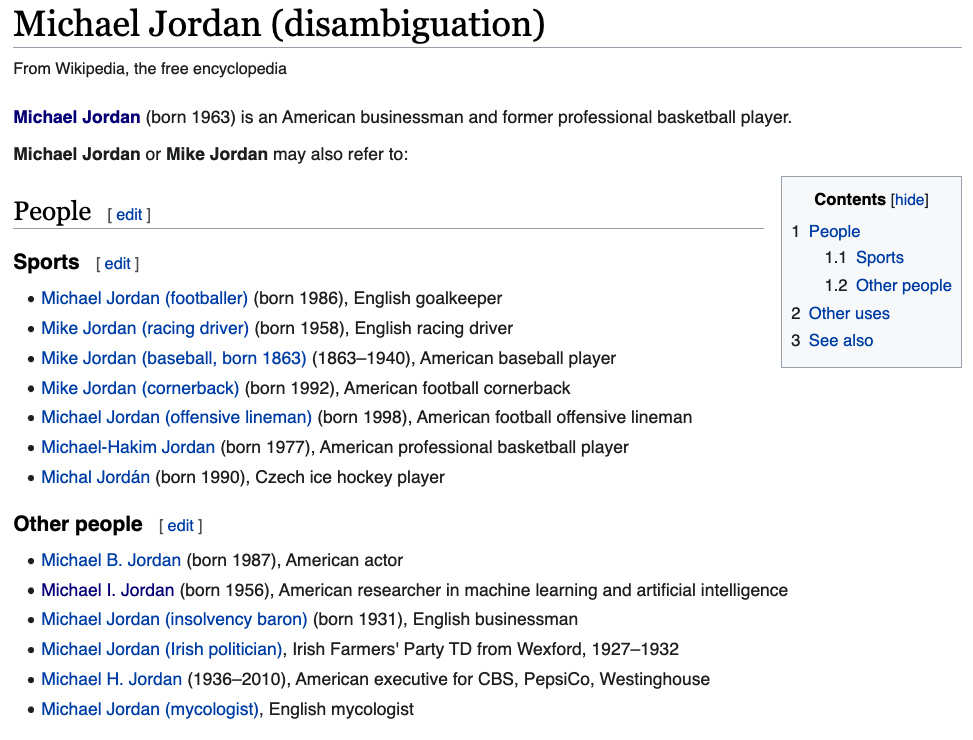 Michael Jordan (disambiguation)
From Wikipedia, the free encyclopedia
Michael Jordan (born 1963) is an American businessman and former professional basketball player.
Michael Jordan or Mike Jordan may also refer to:
Contents [hide]
1 People
1.1 Sports
1.2 Other people
2 Other uses
3 See also
People [ edit ]
Sports [ edit ]
• Michael Jordan (footballer) (born 1986), English goalkeeper
• Mike Jordan (racing driver) (born 1958), English racing driver
• Mike Jordan (baseball, born 1863) (1863–1940), American baseball player
• Mike Jordan (cornerback) (born 1992), American football cornerback
• Michael Jordan (offensive lineman) (born 1998), American football offensive lineman
• Michael-Hakim Jordan (born 1977), American professional basketball player
• Michal Jordán (born 1990), Czech ice hockey player
Other people [ edit ]
• Michael B. Jordan (born 1987), American actor
• Michael I. Jordan (born 1956), American researcher in machine learning and artificial intelligence
• Michael Jordan (insolvency baron) (born 1931), English businessman
• Michael Jordan (Irish politician), Irish Farmers' Party TD from Wexford, 1927–1932
• Michael H. Jordan (1936–2010), American executive for CBS, PepsiCo, Westinghouse
• Michael Jordan (mycologist), English mycologist